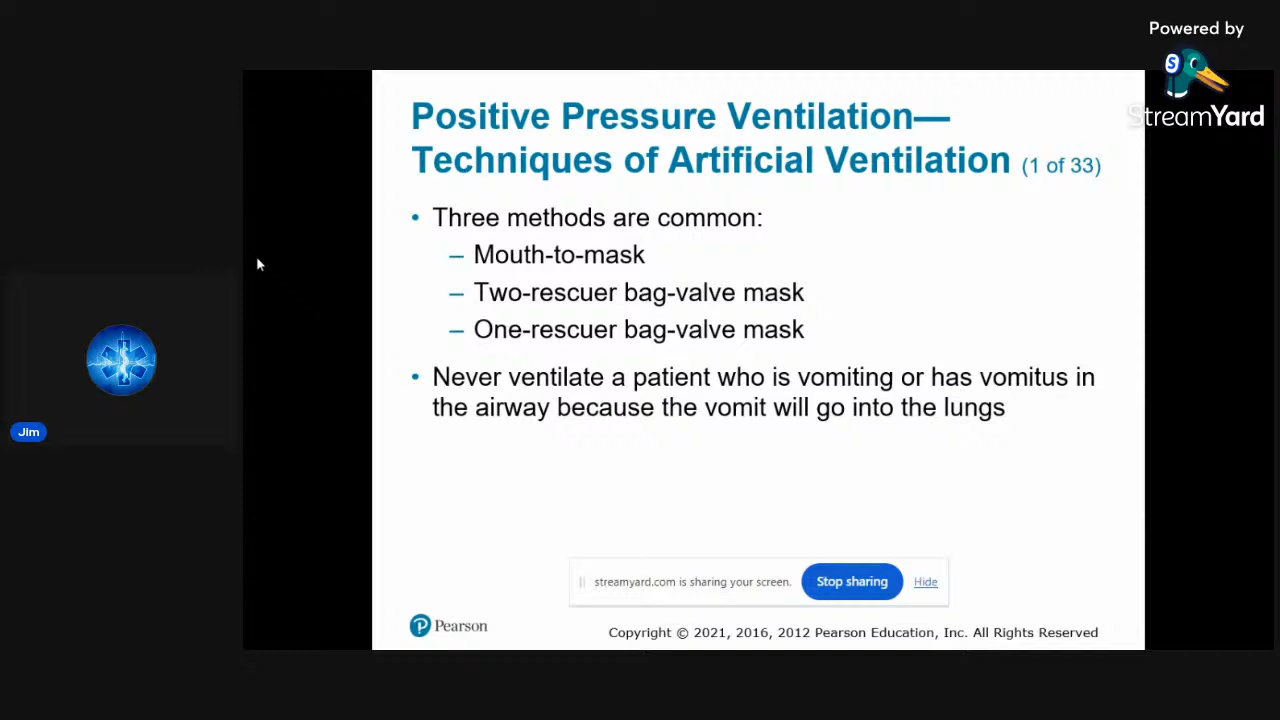 Powered by
StreamYard
Positive Pressure Ventilation—
Techniques of Artificial Ventilation (1 of 33)
• Three methods are common:
– Mouth-to-mask
– Two-rescuer bag-valve mask
– One-rescuer bag-valve mask
• Never ventilate a patient who is vomiting or has vomitus in
the airway because the vomit will go into the lungs
Jim
streamyard.com is sharing your screen. Stop sharing Hide
Pearson
Copyright © 2021, 2016, 2012 Pearson Education, Inc. All Rights Reserved